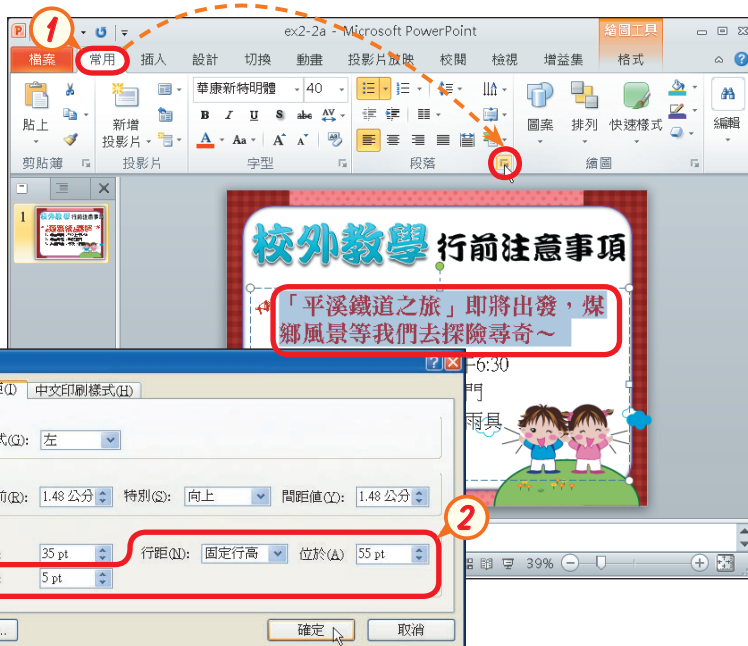 1
ex2-2a - Microsoft PowerPoint
繪圖工具
檔案 常用 插入 設計 切換 動畫 投影片放映 校閱 檢視 增益集 格式
華康新特明體 40
貼上 新增投影片 B I U S abc AV 圖案 排列 快速樣式 編輯
A Aa A A
剪貼簿 投影片 字型 段落 繪圖
1
校外教學 行前注意事項
「平溪鐵道之旅」即將出發，煤
鄉風景等我們去探險尋奇～
6:30
門
雨具
中文印刷樣式(H)
(G): 左
(R): 1.48 公分 特別(S): 向上 間距值(Y): 1.48 公分
2
35 pt 行距(N): 固定行高 位於(A) 55 pt
5 pt
39%
... 確定 取消